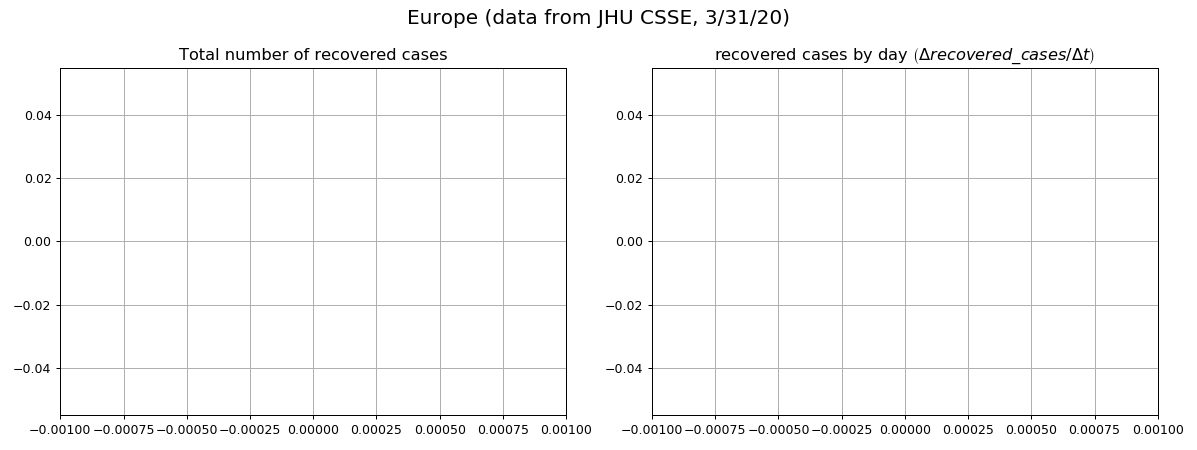 Europe (data from JHU CSSE, 3/31/20)
Total number of recovered cases
0.04
0.02
0.00
−0.02
−0.04
−0.00100 −0.00075 −0.00050 −0.00025 0.00000 0.00025 0.00050 0.00075 0.00100
recovered cases by day (Δrecovered_cases/Δt)
0.04
0.02
0.00
−0.02
−0.04
−0.00100 −0.00075 −0.00050 −0.00025 0.00000 0.00025 0.00050 0.00075 0.00100